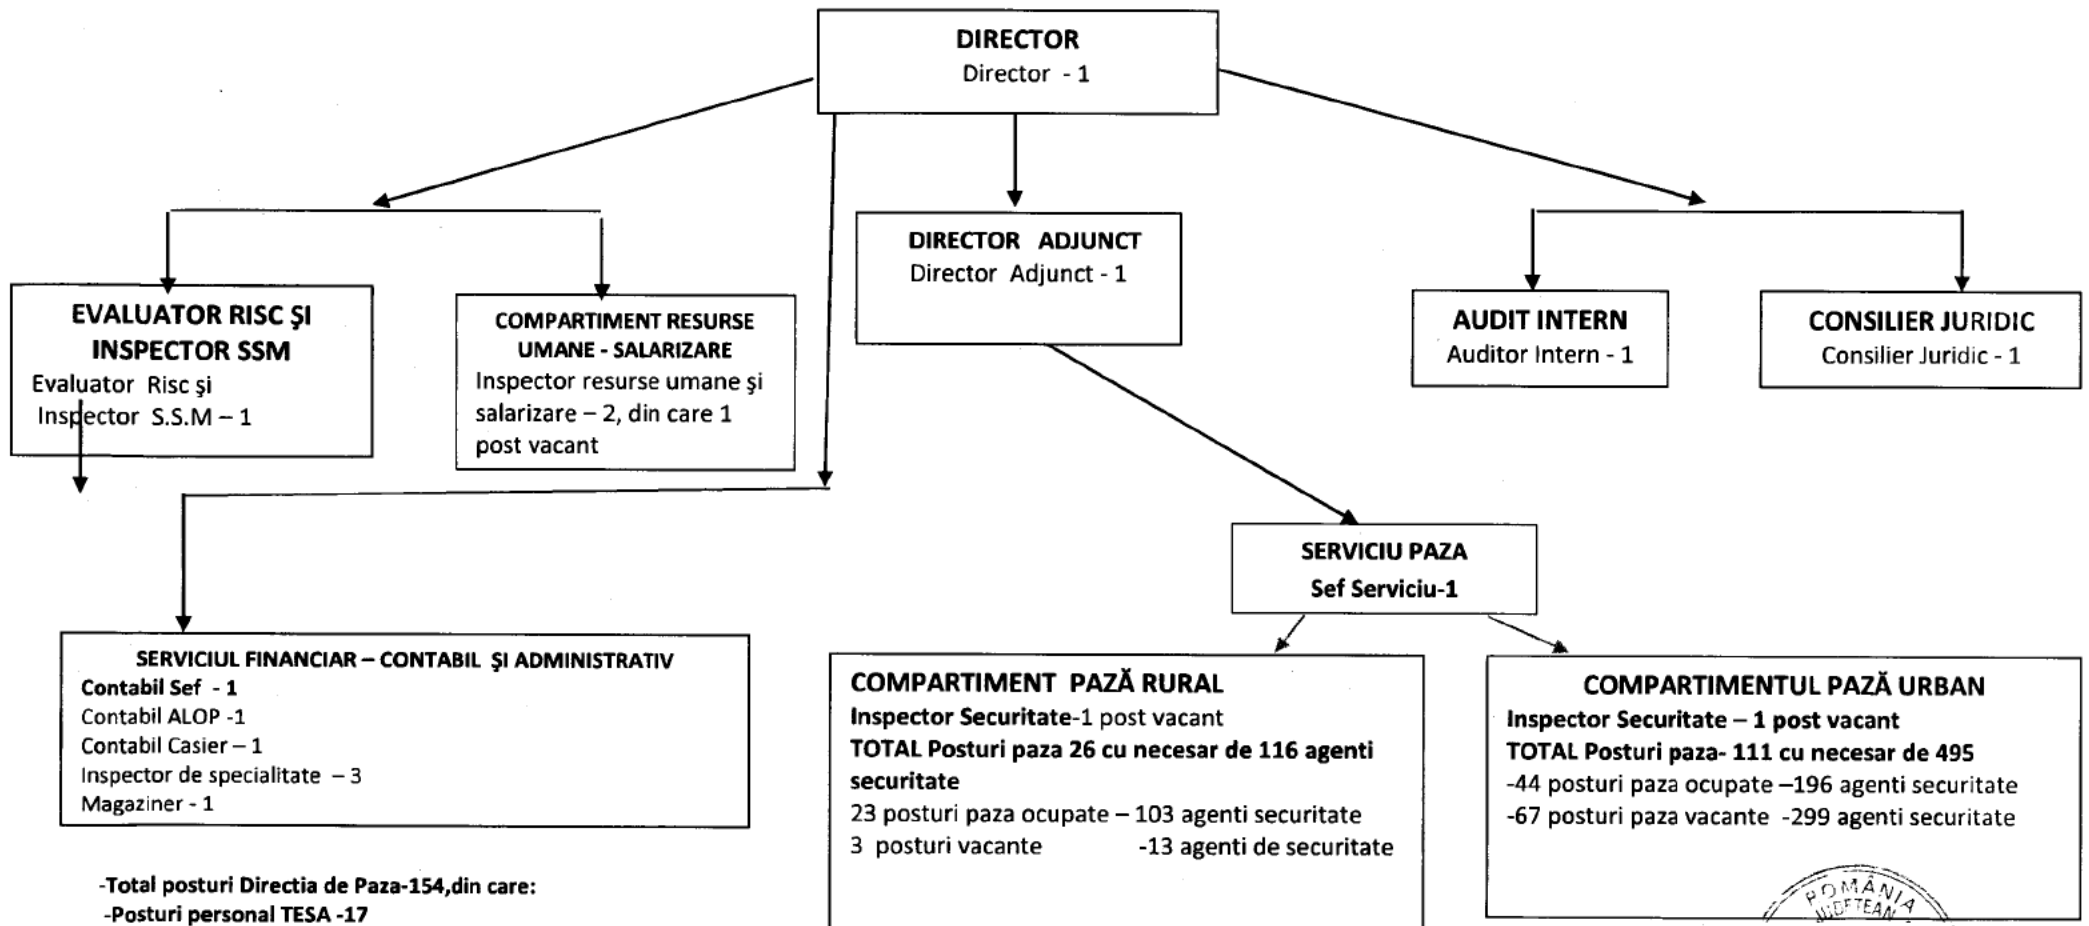 DIRECTOR
Director - 1
DIRECTOR ADJUNCT
Director Adjunct - 1
EVALUATOR RISC ŞI
INSPECTOR SSM
Evaluator Risc şi
Inspector S.S.M – 1
COMPARTIMENT RESURSE
UMANE - SALARIZARE
Inspector resurse umane şi
salarizare – 2, din care 1
post vacant
AUDIT INTERN
Auditor Intern - 1
CONSILIER JURIDIC
Consilier Juridic - 1
SERVICIU PAZA
Sef Serviciu-1
SERVICIUL FINANCIAR – CONTABIL ŞI ADMINISTRATIV
Contabil Sef - 1
Contabil ALOP -1
Contabil Casier – 1
Inspector de specialitate – 3
Magaziner - 1
COMPARTIMENT PAZĂ RURAL
Inspector Securitate-1 post vacant
TOTAL Posturi paza 26 cu necesar de 116 agenti
securitate
23 posturi paza ocupate – 103 agenti securitate
3 posturi vacante -13 agenti de securitate
COMPARTIMENTUL PAZĂ URBAN
Inspector Securitate – 1 post vacant
TOTAL Posturi paza- 111 cu necesar de 495
-44 posturi paza ocupate –196 agenti securitate
-67 posturi paza vacante -299 agenti securitate
-Total posturi Directia de Paza-154,din care:
-Posturi personal TESA -17
ROMÂNIA
JUDETEAN